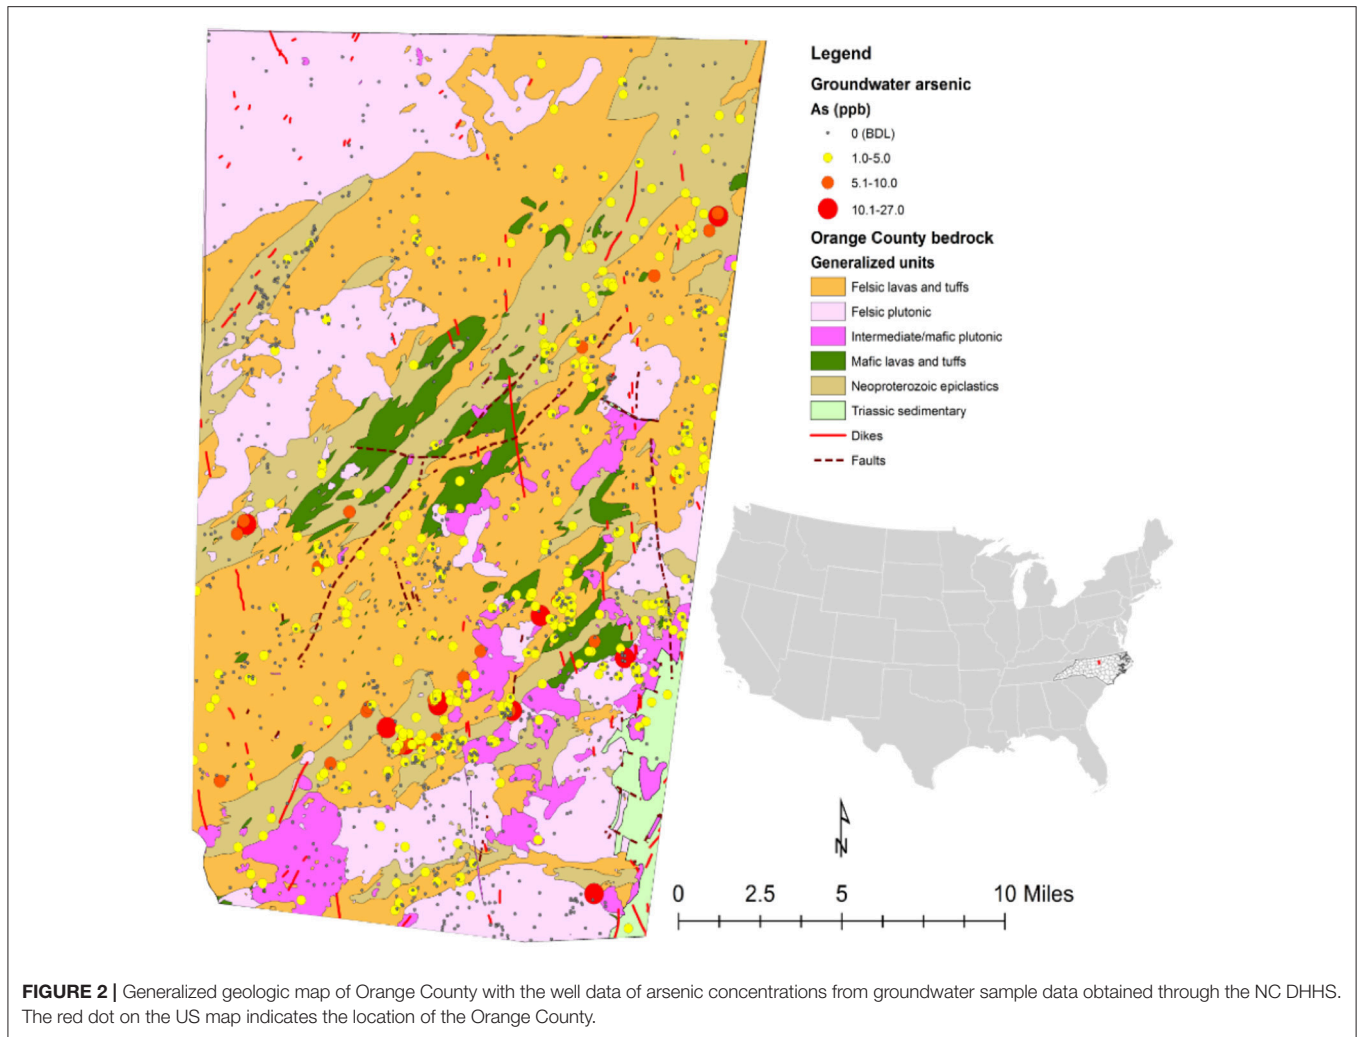 Legend
Groundwater arsenic
As (ppb)
0 (BDL)
1.0-5.0
5.1-10.0
10.1-27.0
Orange County bedrock
Generalized units
Felsic lavas and tuffs
Felsic plutonic
Intermediate/mafic plutonic
Mafic lavas and tuffs
Neoproterozoic epiclastics
Triassic sedimentary
Dikes
Faults
N
0 2.5 5 10 Miles
FIGURE 2 | Generalized geologic map of Orange County with the well data of arsenic concentrations from groundwater sample data obtained through the NC DHHS.
The red dot on the US map indicates the location of the Orange County.